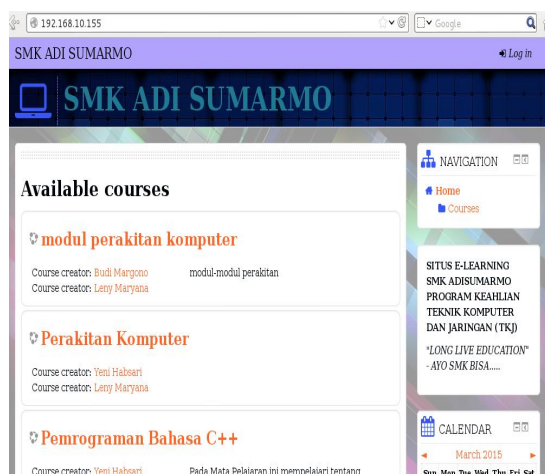 192.168.10.155
Google
SMK ADI SUMARMO
Log in
SMK ADI SUMARMO
Available courses
modul perakitan komputer
Course creator: Budi Margono
modul-modul perakitan
Course creator: Leny Maryana
Perakitan Komputer
Course creator: Yeni Habsari
Course creator: Leny Maryana
Pemrograman Bahasa C++
Course creator: Yeni Habsari
Pada Mata Pelajaran ini mempelajari tentang
NAVIGATION
Home
Courses
SITUS E-LEARNING
SMK ADISUMARMO
PROGRAM KEAHLIAN
TEKNIK KOMPUTER
DAN JARINGAN (TKJ)
"LONG LIVE EDUCATION"
- AYO SMK BISA.....
CALENDAR
March 2015
Sun Mon Tue Wed Thu Fri Sat